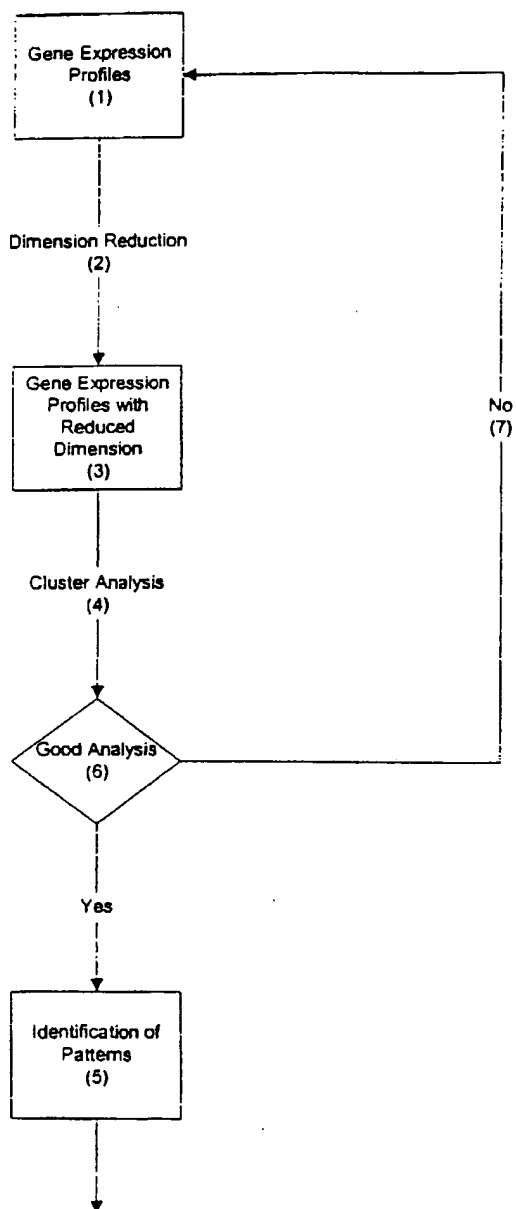 Gene Expression
Profiles
(1)
Dimension Reduction
(2)
Gene Expression
Profiles with
Reduced
Dimension
(3)
No
(7)
Cluster Analysis
(4)
Good Analysis
(6)
Yes
Identification of
Patterns
(5)